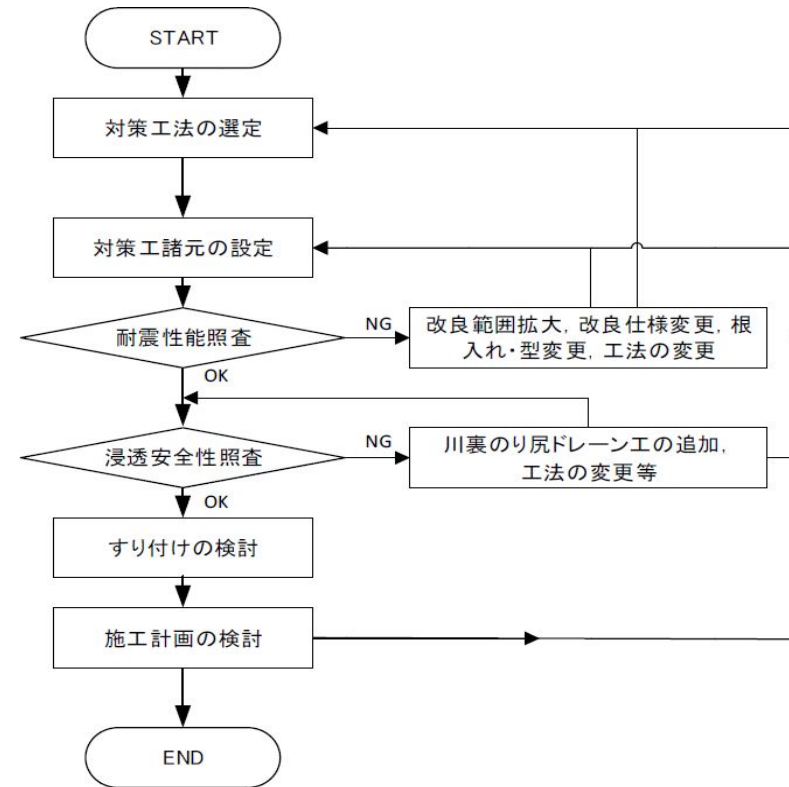 START
対策工法の選定
対策工諸元の設定
耐震性能照査
NG
改良範囲拡大, 改良仕様変更, 根
入れ・型変更, 工法の変更
OK
浸透安全性照査
NG
川裏のり尻ドレーン工の追加,
工法の変更等
OK
すり付けの検討
施工計画の検討
END